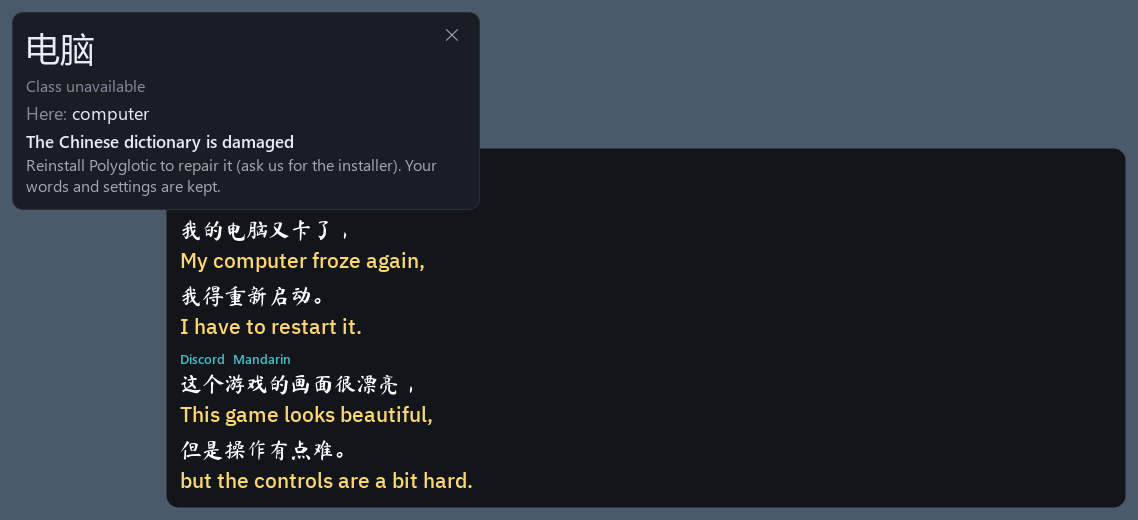 电脑
Class unavailable
Here: computer
The Chinese dictionary is damaged
Reinstall Polyglotic to repair it (ask us for the installer). Your
words and settings are kept.
我的电脑又卡了，
My computer froze again,
我得重新启动。
I have to restart it.
Discord Mandarin
这个游戏的画面很漂亮，
This game looks beautiful,
但是操作有点难。
but the controls are a bit hard.